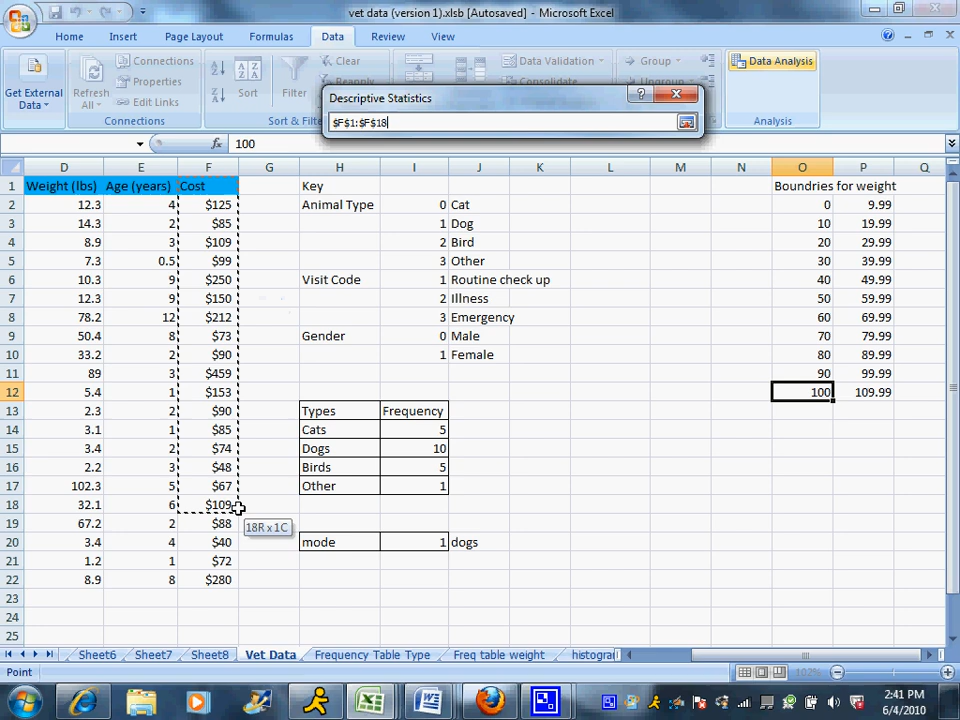 vet data (version 1).xlsb [Autosaved] - Microsoft Excel
Home Insert Page Layout Formulas Data Review View
Get External Data
Refresh All
Connections
Properties
Edit Links
Connections
Sort
Filter
Clear
Reapply
Sort & Fil
Data Validation
Consolidate
Group
Ungroup
Data Analysis
Analysis
Descriptive Statistics
$F$1:$F$18
fx 100
D E F G H I J K L M N O P Q
1 Weight (lbs) Age (years) Cost Key Boundries for weight
2 12.3 4 $125 Animal Type 0 Cat 0 9.99
3 14.3 2 $85 1 Dog 10 19.99
4 8.9 3 $109 2 Bird 20 29.99
5 7.3 0.5 $99 3 Other 30 39.99
6 10.3 9 $250 Visit Code 1 Routine check up 40 49.99
7 12.3 9 $150 2 Illness 50 59.99
8 78.2 12 $212 3 Emergency 60 69.99
9 50.4 8 $73 Gender 0 Male 70 79.99
10 33.2 2 $90 1 Female 80 89.99
11 89 3 $459 90 99.99
12 5.4 1 $153 100 109.99
13 2.3 2 $90 Types Frequency
14 3.1 1 $85 Cats 5
15 3.4 2 $74 Dogs 10
16 2.2 3 $48 Birds 5
17 102.3 5 $67 Other 1
18 32.1 6 $109
19 67.2 2 $88
18R x 1C
20 3.4 4 $40 mode 1 dogs
21 1.2 1 $72
22 8.9 8 $280
23
24
25
Sheet6 Sheet7 Sheet8 Vet Data Frequency Table Type Freq table weight histogran
Point
2:41 PM
6/4/2010